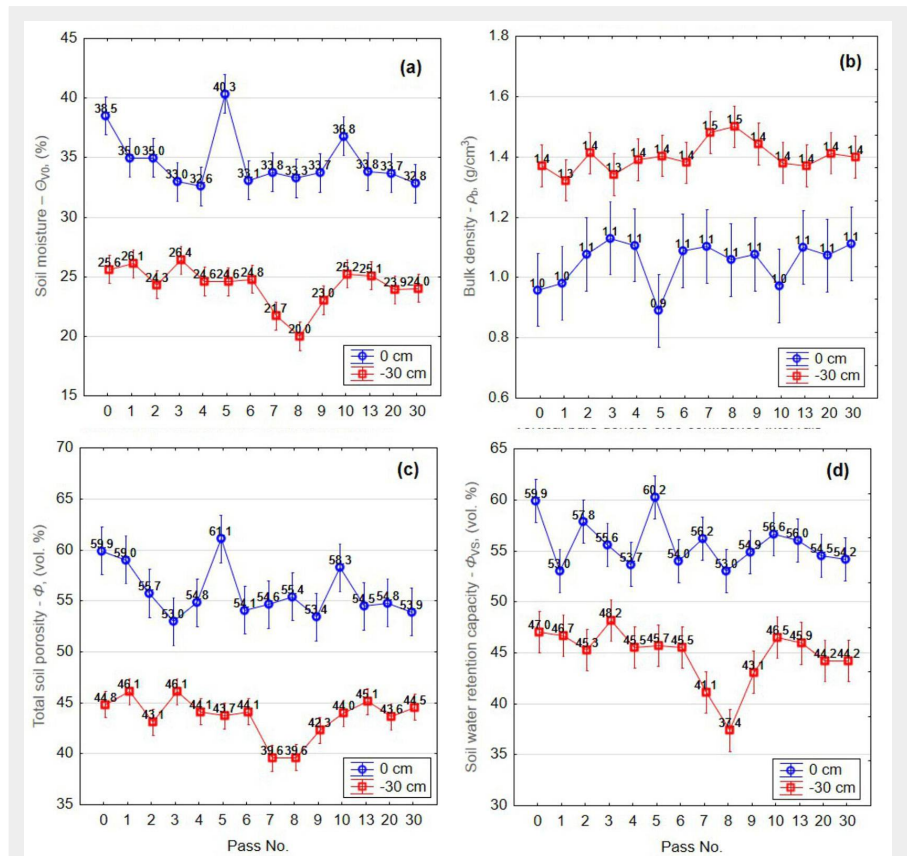 45
40
35
30
25
20
15
Soil moisture – Θv0, (%)
(a)
38.5 35.0 35.0 33.0 32.6 40.3 33.1 33.8 33.3 33.7 36.8 33.8 33.7 32.8
25.6 26.1 24.3 26.4 24.6 24.6 24.8 21.7 20.0 23.0 25.2 25.1 23.9 24.0
0 cm
-30 cm
0 1 2 3 4 5 6 7 8 9 10 13 20 30
1.8
1.6
1.4
1.2
1.0
0.8
0.6
Bulk density - ρb, (g/cm³)
(b)
1.4 1.3 1.4 1.3 1.4 1.4 1.4 1.5 1.5 1.4 1.4 1.4 1.4 1.4
1.0 1.0 1.1 1.1 1.1 0.9 1.1 1.1 1.1 1.1 1.0 1.1 1.1 1.1
0 cm
-30 cm
0 1 2 3 4 5 6 7 8 9 10 13 20 30
70
65
60
55
50
45
40
35
Total soil porosity - Φ, (vol. %)
(c)
59.9 59.0 55.7 53.0 54.8 61.1 54.1 54.6 55.4 53.4 58.3 54.5 54.8 53.9
44.8 46.1 43.1 46.1 44.1 43.7 44.1 39.6 39.6 42.3 44.0 45.1 43.6 44.5
0 cm
-30 cm
0 1 2 3 4 5 6 7 8 9 10 13 20 30
Pass No.
65
60
55
50
45
40
35
30
Soil water retention capacity - ΦVS, (vol. %)
(d)
59.9 53.0 57.8 55.6 53.7 60.2 54.0 56.2 53.0 54.9 56.6 56.0 54.5 54.2
47.0 46.7 45.3 48.2 45.5 45.7 45.5 41.1 37.4 43.1 46.5 45.9 44.2 44.2
0 cm
-30 cm
0 1 2 3 4 5 6 7 8 9 10 13 20 30
Pass No.